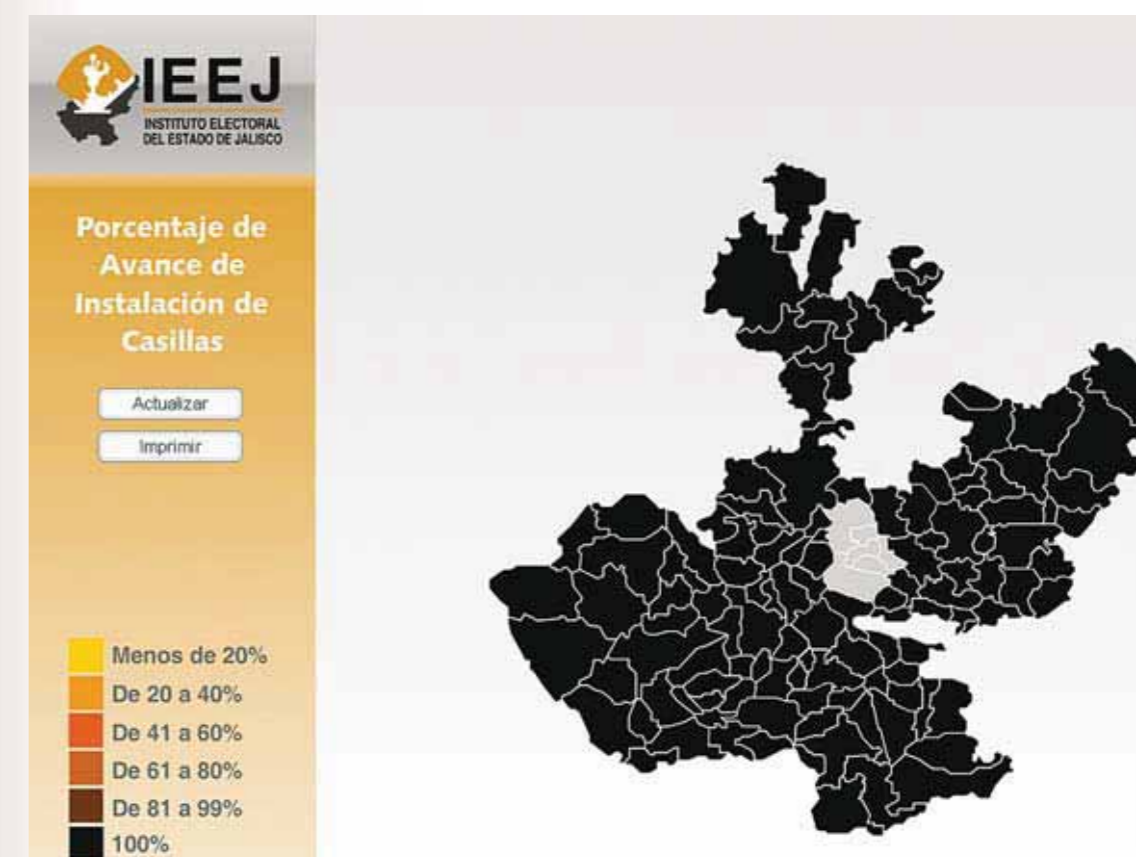 IEEJ
INSTITUTO ELECTORAL
DEL ESTADO DE JALISCO
Porcentaje de
Avance de
Instalación de
Casillas
Actualizar
Imprimir
Menos de 20%
De 20 a 40%
De 41 a 60%
De 61 a 80%
De 81 a 99%
100%